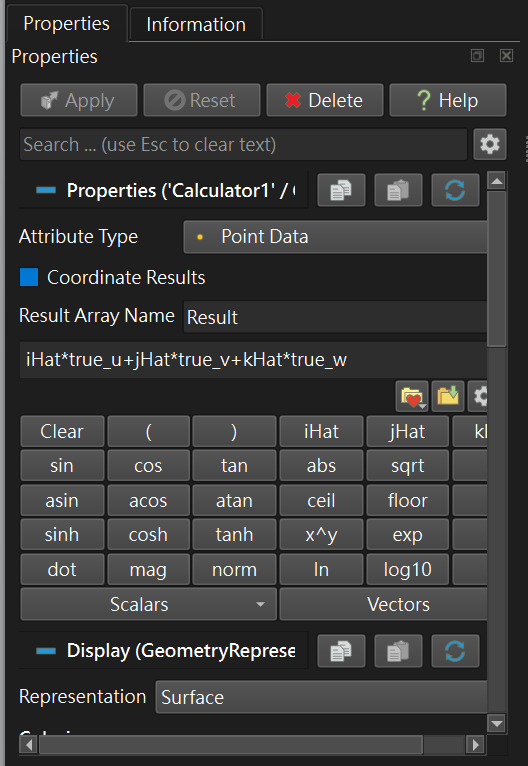 Properties Information
Properties
Apply Reset Delete Help
Search ... (use Esc to clear text)
Properties ('Calculator1' /
Attribute Type Point Data
Coordinate Results
Result Array Name Result
iHat*true_u+jHat*true_v+kHat*true_w
Clear ( ) iHat jHat
sin cos tan abs sqrt
asin acos atan ceil floor
sinh cosh tanh x^y exp
dot mag norm ln log10
Scalars Vectors
Display (GeometryReprese
Representation Surface